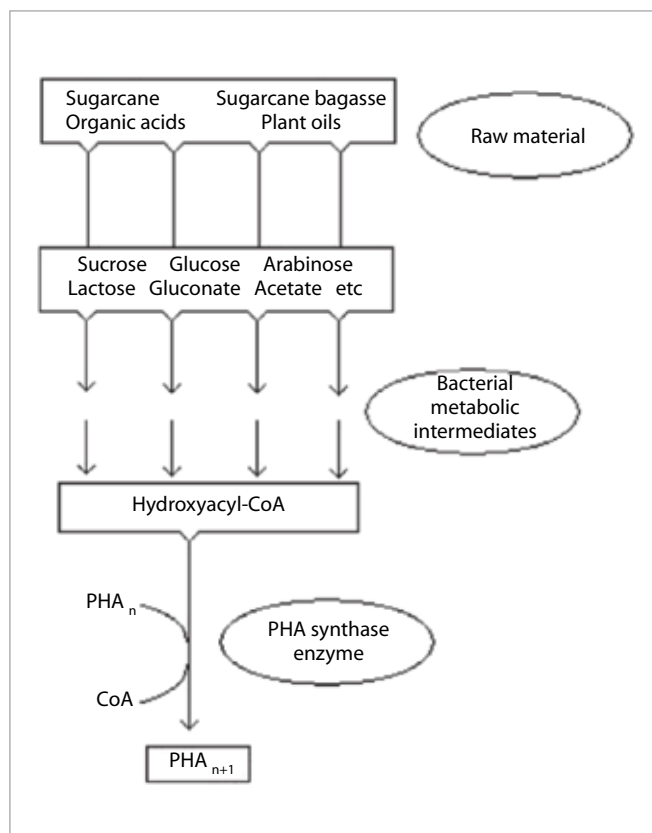 Sugarcane Sugarcane bagasse
Organic acids Plant oils
Raw material
Sucrose Glucose Arabinose
Lactose Gluconate Acetate etc
Bacterial
metabolic
intermediates
Hydroxyacyl-CoA
PHA n
PHA synthase
enzyme
CoA
PHA n+1